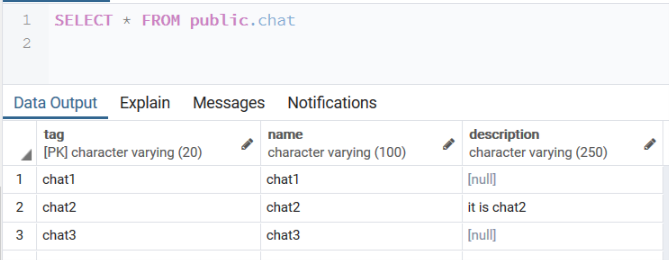 1 SELECT * FROM public.chat
2
Data Output Explain Messages Notifications
tag name description
[PK] character varying (20) character varying (100) character varying (250)
1 chat1 chat1 [null]
2 chat2 chat2 it is chat2
3 chat3 chat3 [null]